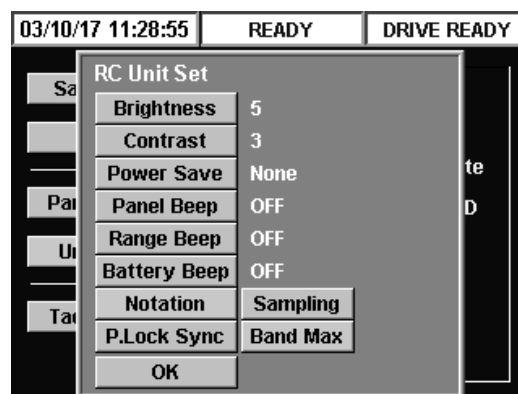 03/10/17 11:28:55 READY DRIVE READY
RC Unit Set
Brightness 5
Contrast 3
Power Save None
Panel Beep OFF
Range Beep OFF
Battery Beep OFF
Notation Sampling
P.Lock Sync Band Max
OK